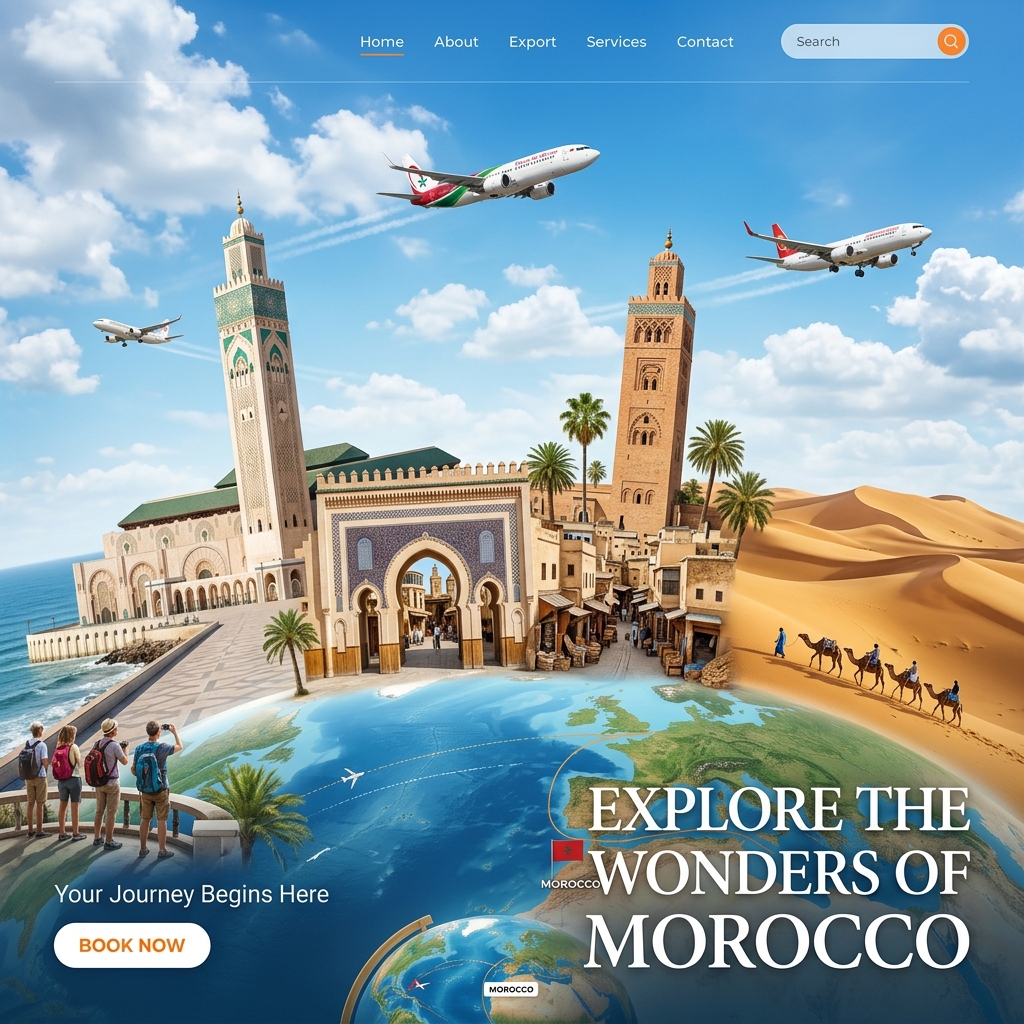 Home About Export Services Contact Search
EXPLORE THE
WONDERS OF
MOROCCO
MOROCCO
Your Journey Begins Here
BOOK NOW
MOROCCO